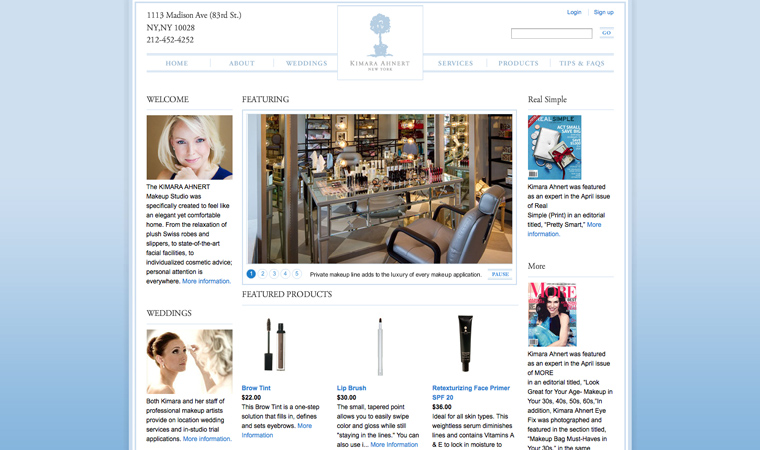 1113 Madison Ave (83rd St.)
NY,NY 10028
212-452-4252
Login
Sign up
GO
HOME
ABOUT
WEDDINGS
KIMARA AHNERT
NEW YORK
SERVICES
PRODUCTS
TIPS & FAQS
WELCOME
The KIMARA AHNERT
Makeup Studio was
specifically created to feel like
an elegant yet comfortable
home. From the relaxation of
plush Swiss robes and
slippers, to state-of-the-art
facial facilities, to
individualized cosmetic advice;
personal attention is
everywhere. More information.
WEDDINGS
Both Kimara and her staff of
professional makeup artists
provide on location wedding
services and in-studio trial
applications. More information.
FEATURING
1 2 3 4 5
Private makeup line adds to the luxury of every makeup application.
PAUSE
FEATURED PRODUCTS
Brow Tint
$22.00
This Brow Tint is a one-step
solution that fills in, defines
and sets eyebrows. More
Information
Lip Brush
$30.00
The small, tapered point
allows you to easily swipe
color and gloss while still
"staying in the lines." You can
also use i... More Information
Retexturizing Face Primer
SPF 20
$36.00
Ideal for all skin types. This
weightless serum diminishes
lines and contains Vitamins A
& E to lock in moisture to
Real Simple
REAL SIMPLE
ACT SMALL
SAVE BIG
Kimara Ahnert was featured
as an expert in the April issue
of Real
Simple (Print) in an editorial
titled, "Pretty Smart," More
information.
More
MORE
Kimara Ahnert was featured
as an expert in the April issue
of MORE
in an editorial titled, "Look
Great for Your Age- Makeup in
Your 30s, 40s, 50s, 60s."In
addition, Kimara Ahnert Eye
Fix was photographed and
featured in the section titled,
"Makeup Bag Must-Haves in
Your 30s." in the same